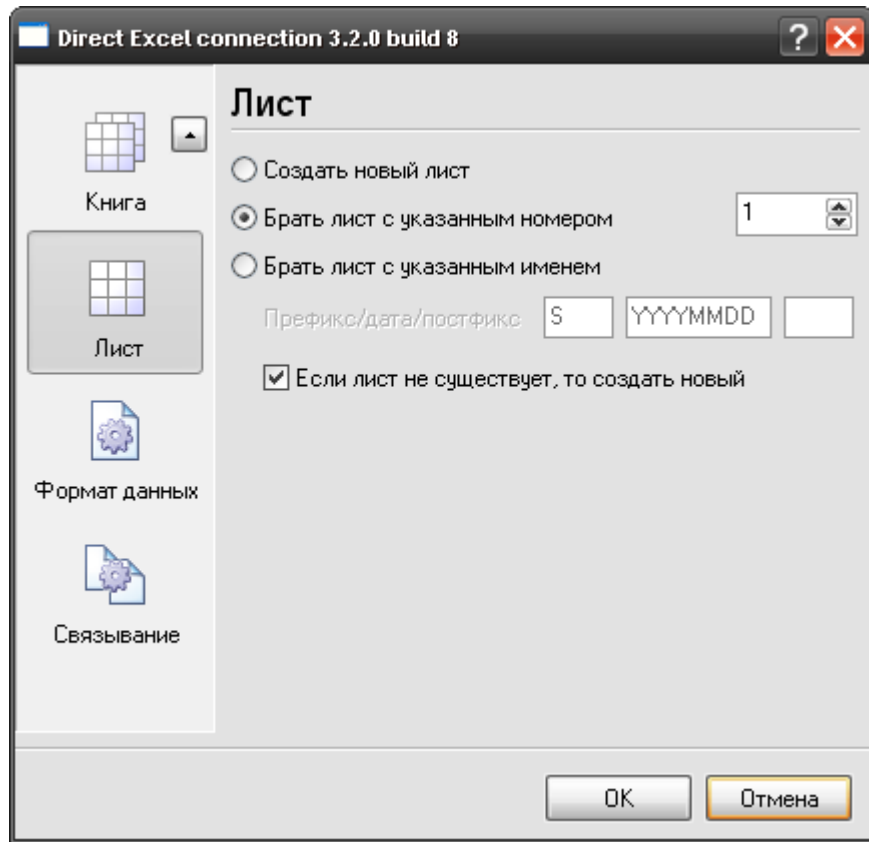 Direct Excel connection 3.2.0 build 8
Книга
Лист
Формат данных
Связывание
Лист
Создать новый лист
Брать лист с указанным номером 1
Брать лист с указанным именем
Префикс/дата/постфикс S YYYYMMDD
Если лист не существует, то создать новый
OK Отмена